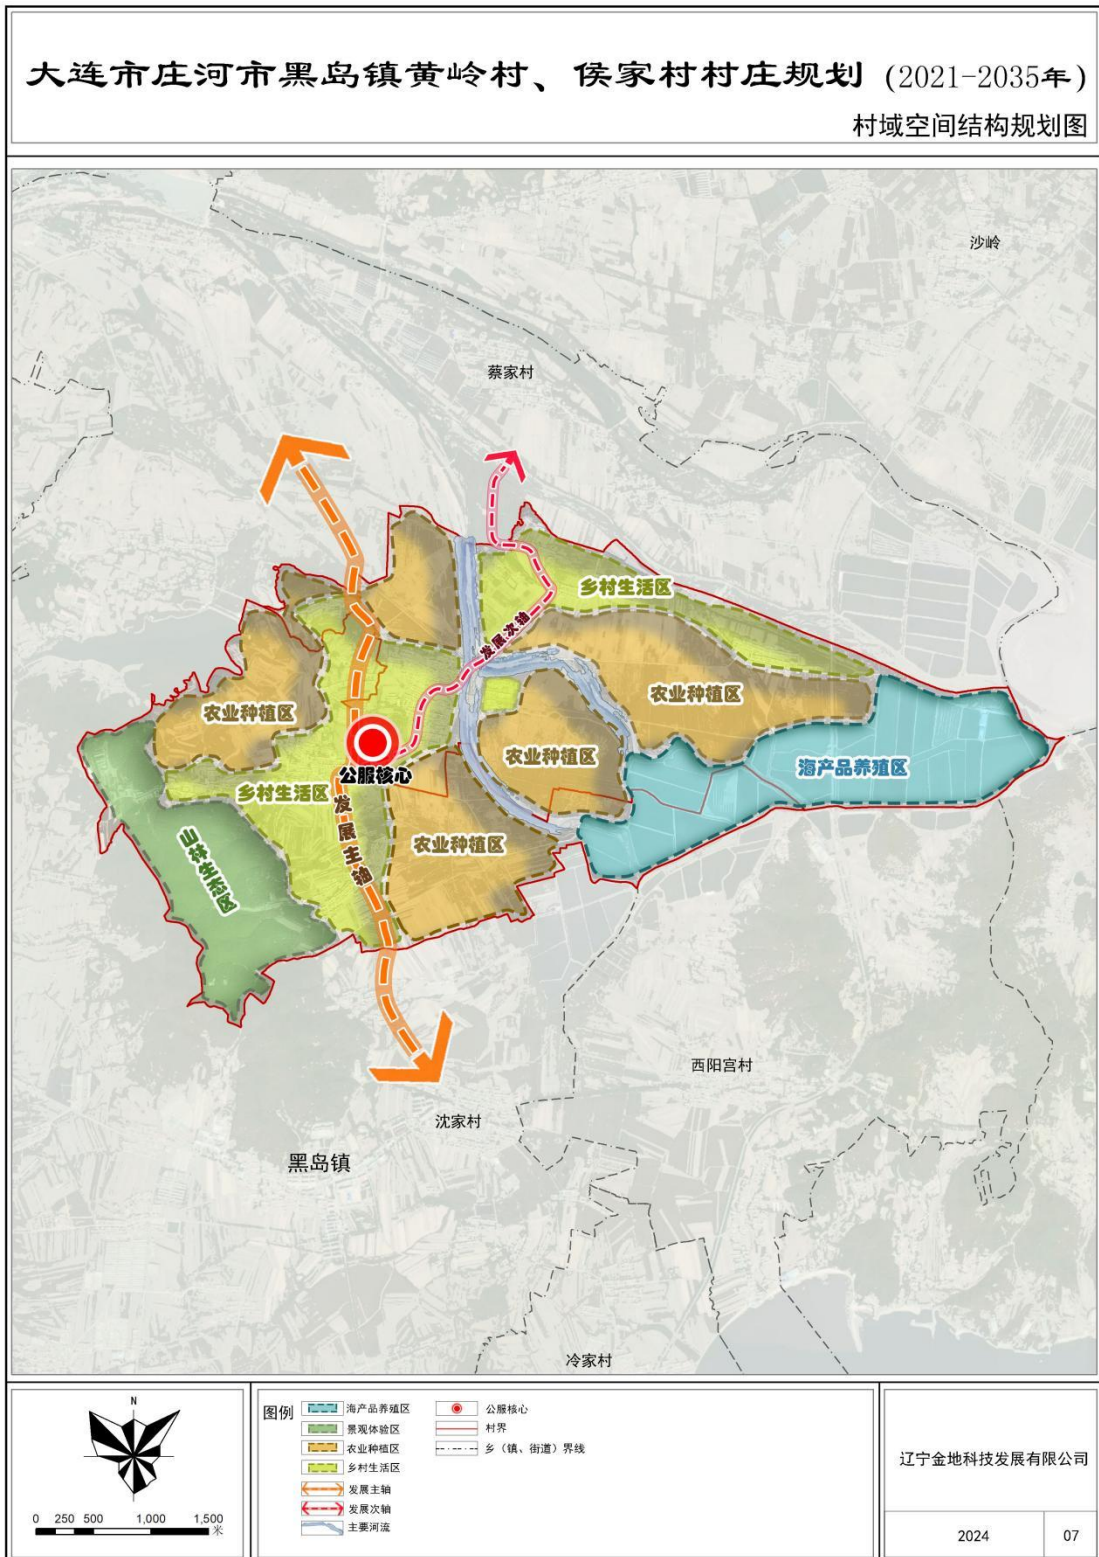 大连市庄河市黑岛镇黄岭村、侯家村村庄规划 (2021-2035年)
村域空间结构规划图
沙岭
蔡家村
乡村生活区
发展次轴
农业种植区
农业种植区
农业种植区
海产品养殖区
公服核心
乡村生活区
发展主轴
农业种植区
山林生态区
西阳宫村
沈家村
黑岛镇
冷家村
N
0 250 500 1,000 1,500
米
图例
海产品养殖区
景观体验区
农业种植区
乡村生活区
发展主轴
发展次轴
主要河流
公服核心
村界
乡（镇、街道）界线
辽宁金地科技发展有限公司
2024 07